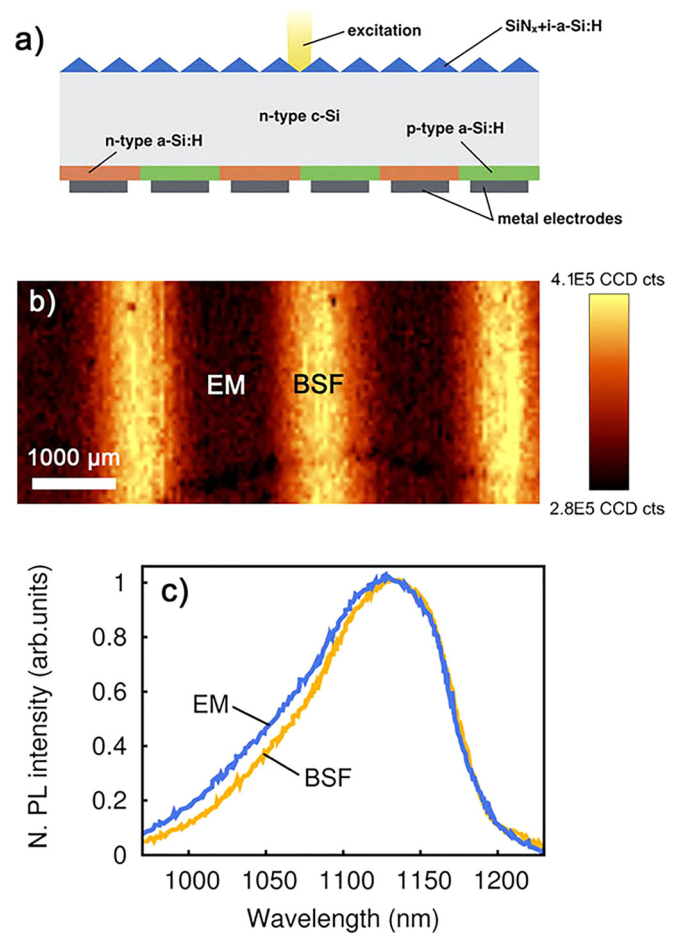 a)
excitation
SiNx+i-a-Si:H
n-type c-Si
n-type a-Si:H
p-type a-Si:H
metal electrodes
b)
4.1E5 CCD cts
EM
BSF
1000 µm
2.8E5 CCD cts
c)
N. PL intensity (arb.units)
1
0.8
0.6
0.4
0.2
0
EM
BSF
1000 1050 1100 1150 1200
Wavelength (nm)